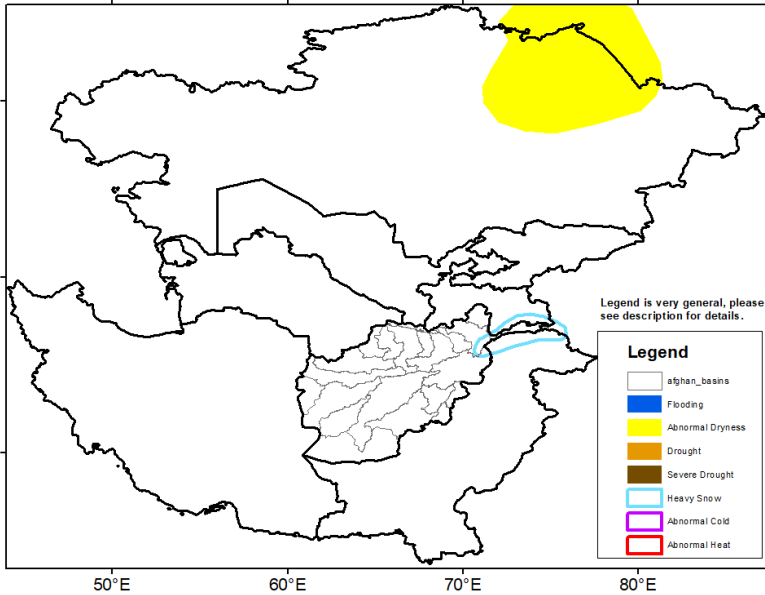 Legend is very general, please
see description for details.
Legend
afghan_basins
Flooding
Abnormal Dryness
Drought
Severe Drought
Heavy Snow
Abnormal Cold
Abnormal Heat
50°E 60°E 70°E 80°E